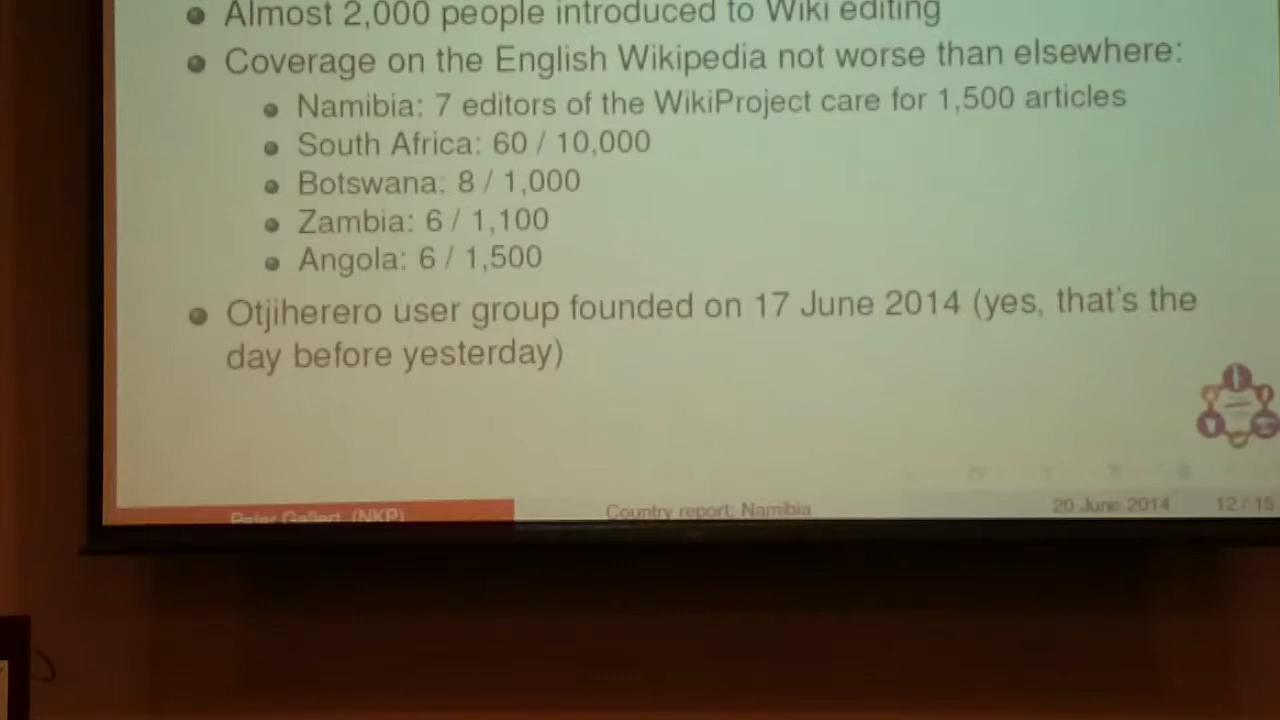 Almost 2,000 people introduced to Wiki editing
Coverage on the English Wikipedia not worse than elsewhere:
Namibia: 7 editors of the WikiProject care for 1,500 articles
South Africa: 60 / 10,000
Botswana: 8 / 1,000
Zambia: 6 / 1,100
Angola: 6 / 1,500
Otjiherero user group founded on 17 June 2014 (yes, that's the
day before yesterday)
Peter Gallert (NKP)
Country report: Namibia
20 June 2014
12 / 15